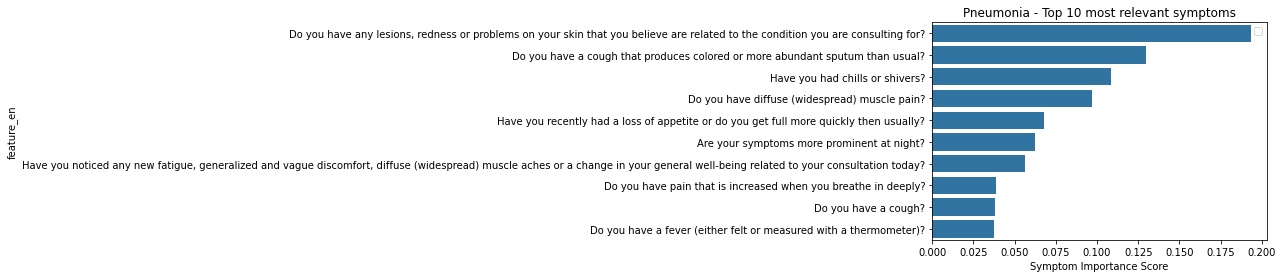 Pneumonia - Top 10 most relevant symptoms
feature_en
Do you have any lesions, redness or problems on your skin that you believe are related to the condition you are consulting for?
Do you have a cough that produces colored or more abundant sputum than usual?
Have you had chills or shivers?
Do you have diffuse (widespread) muscle pain?
Have you recently had a loss of appetite or do you get full more quickly then usually?
Are your symptoms more prominent at night?
Have you noticed any new fatigue, generalized and vague discomfort, diffuse (widespread) muscle aches or a change in your general well-being related to your consultation today?
Do you have pain that is increased when you breathe in deeply?
Do you have a cough?
Do you have a fever (either felt or measured with a thermometer)?
0.000 0.025 0.050 0.075 0.100 0.125 0.150 0.175 0.200
Symptom Importance Score